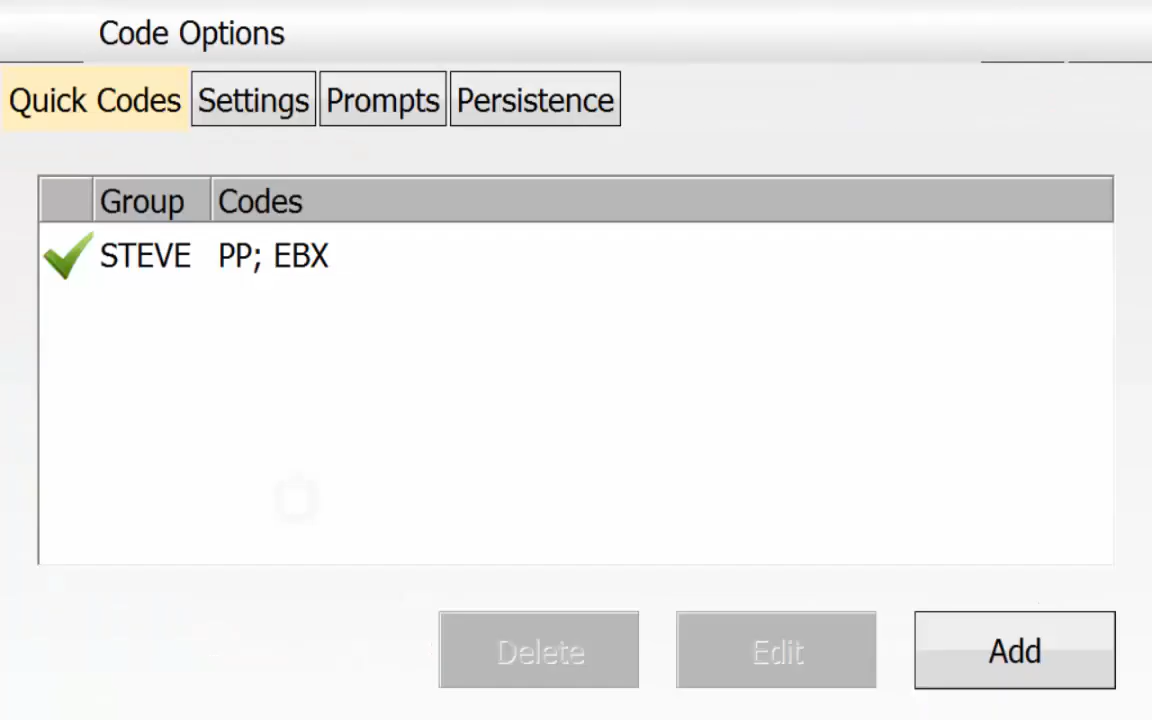 Code Options
Quick Codes Settings Prompts Persistence
Group Codes
STEVE PP; EBX
Delete Edit Add